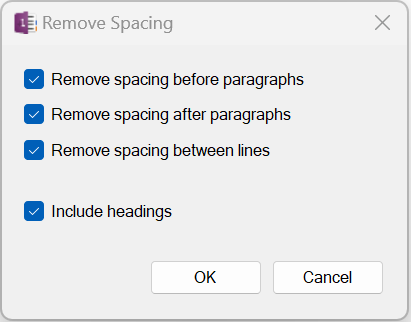 Remove Spacing
Remove spacing before paragraphs
Remove spacing after paragraphs
Remove spacing between lines
Include headings
OK Cancel